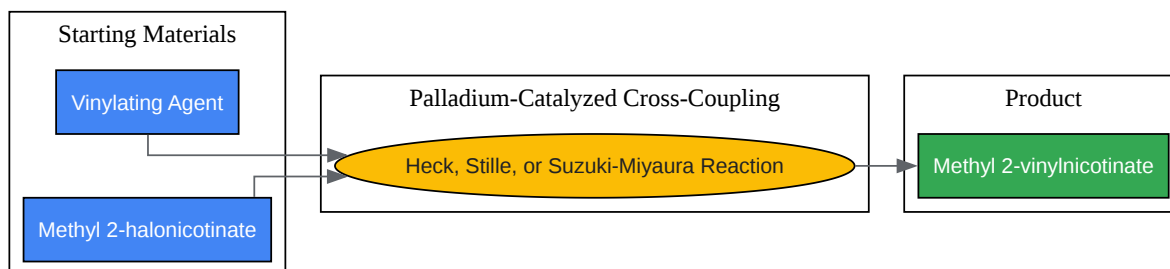 Starting Materials
Vinylating Agent
Methyl 2-halonicotinate
Palladium-Catalyzed Cross-Coupling
Heck, Stille, or Suzuki-Miyaura Reaction
Product
Methyl 2-vinylnicotinate